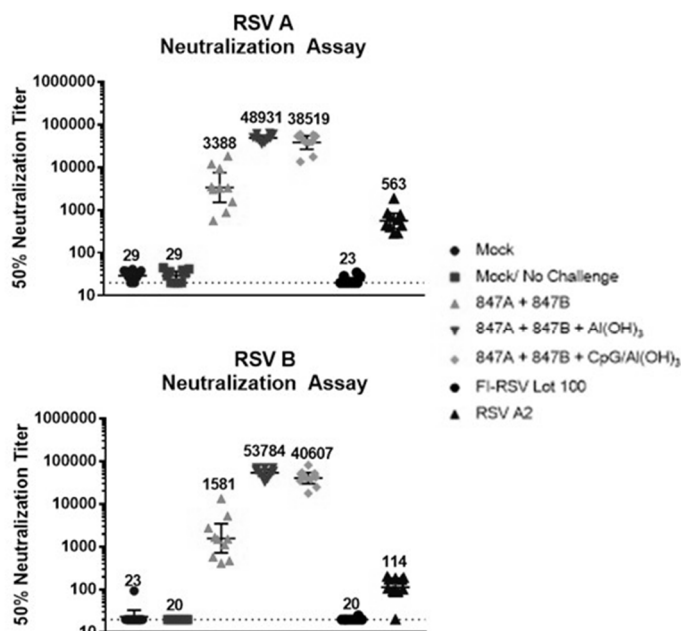 RSV A
Neutralization Assay
50% Neutralization Titer
1000000
100000
10000
1000
100
10
29
29
3388
48931
38519
23
563
Mock
Mock/ No Challenge
847A + 847B
847A + 847B + Al(OH)₃
847A + 847B + CpG/Al(OH)₃
FI-RSV Lot 100
RSV A2
RSV B
Neutralization Assay
50% Neutralization Titer
1000000
100000
10000
1000
100
10
23
20
1581
53784
40607
20
114